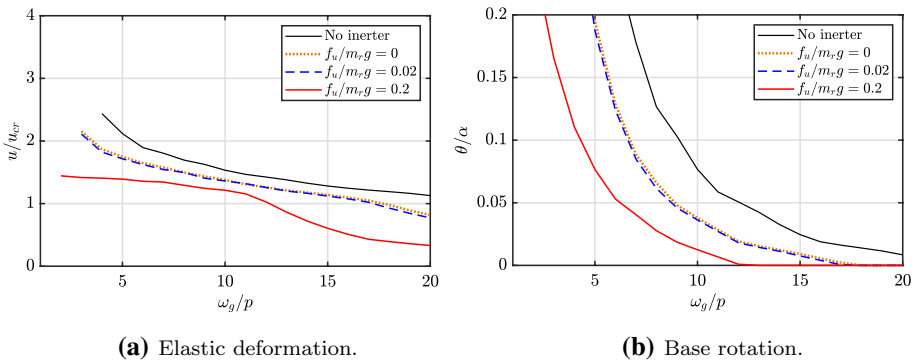 4
3
2
1
0
5
10
15
20
u/u_{cr}
ω_g/p
No inerter
f_u/m_r g = 0
f_u/m_r g = 0.02
f_u/m_r g = 0.2
(a) Elastic deformation.
0.2
0.15
0.1
0.05
0
5
10
15
20
θ/α
ω_g/p
No inerter
f_u/m_r g = 0
f_u/m_r g = 0.02
f_u/m_r g = 0.2
(b) Base rotation.